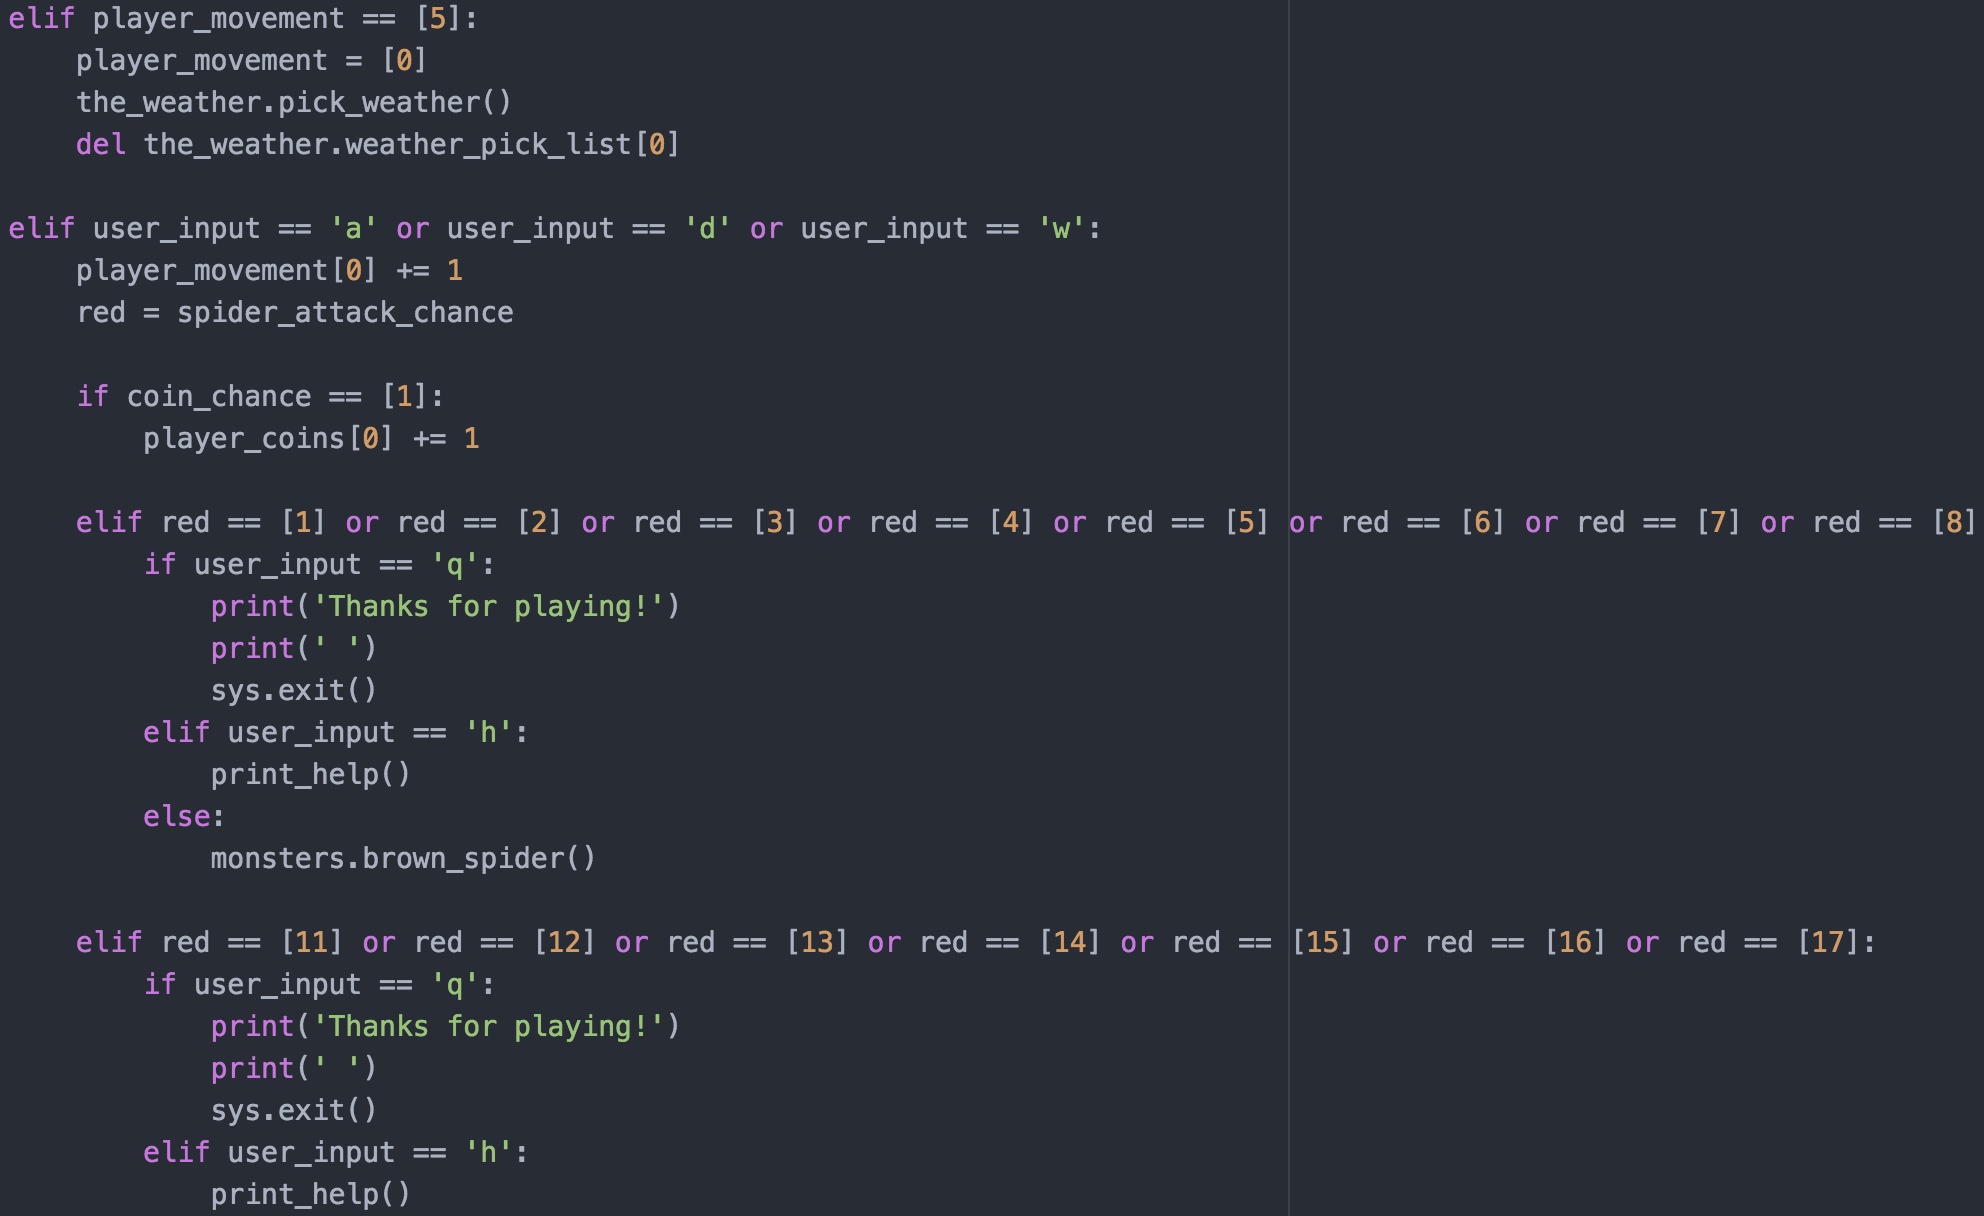 elif player_movement == [5]:
    player_movement = [0]
    the_weather.pick_weather()
    del the_weather.weather_pick_list[0]

elif user_input == 'a' or user_input == 'd' or user_input == 'w':
    player_movement[0] += 1
    red = spider_attack_chance

    if coin_chance == [1]:
        player_coins[0] += 1

    elif red == [1] or red == [2] or red == [3] or red == [4] or red == [5] or red == [6] or red == [7] or red == [8]
        if user_input == 'q':
            print('Thanks for playing!')
            print(' ')
            sys.exit()
        elif user_input == 'h':
            print_help()
        else:
            monsters.brown_spider()

    elif red == [11] or red == [12] or red == [13] or red == [14] or red == [15] or red == [16] or red == [17]:
        if user_input == 'q':
            print('Thanks for playing!')
            print(' ')
            sys.exit()
        elif user_input == 'h':
            print_help()